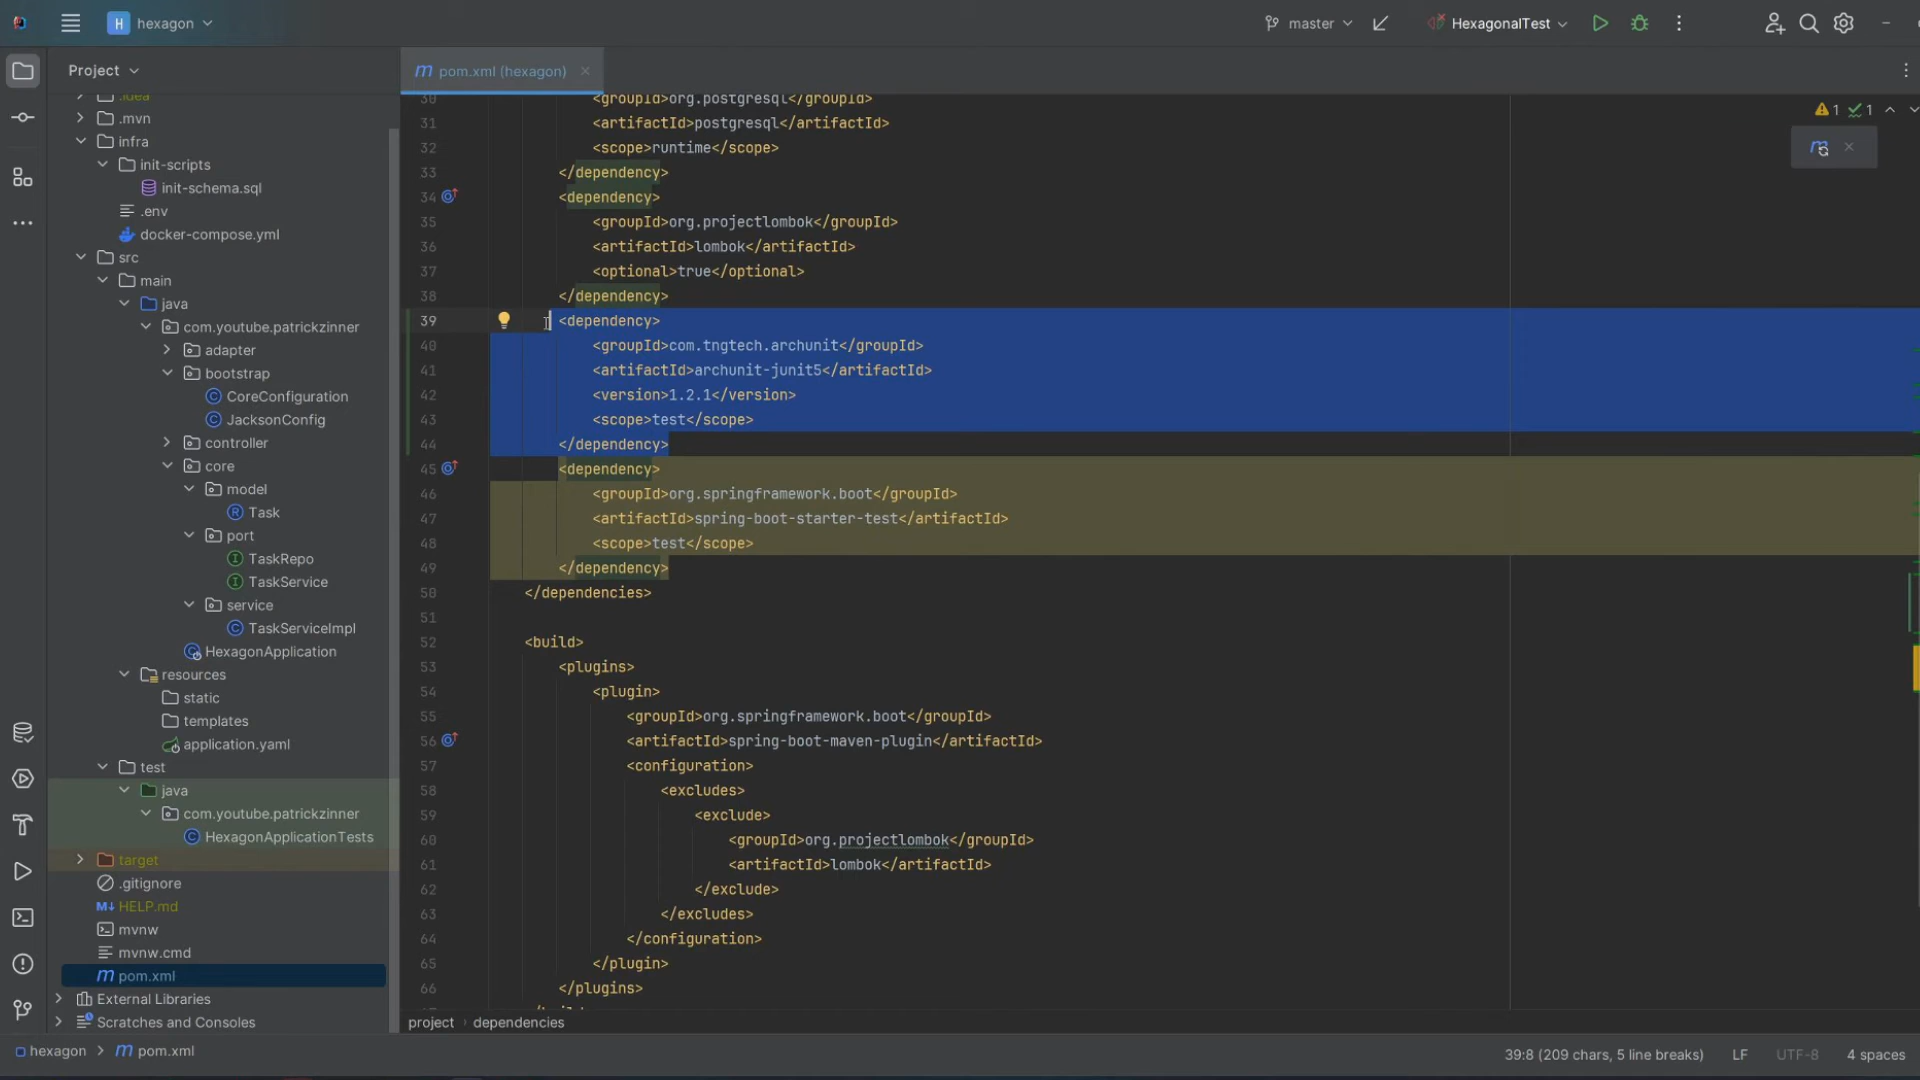 H hexagon
master
HexagonalTest
Project
pom.xml (hexagon)
.idea
.mvn
infra
init-scripts
init-schema.sql
.env
docker-compose.yml
src
main
java
com.youtube.patrickzinner
adapter
bootstrap
CoreConfiguration
JacksonConfig
controller
core
model
Task
port
TaskRepo
TaskService
service
TaskServiceImpl
HexagonApplication
resources
static
templates
application.yaml
test
java
com.youtube.patrickzinner
HexagonApplicationTests
target
.gitignore
HELP.md
mvnw
mvnw.cmd
pom.xml
External Libraries
Scratches and Consoles
1 1
30 <groupId>org.postgresql</groupId>
31 <artifactId>postgresql</artifactId>
32 <scope>runtime</scope>
33 </dependency>
34 <dependency>
35 <groupId>org.projectlombok</groupId>
36 <artifactId>lombok</artifactId>
37 <optional>true</optional>
38 </dependency>
39 <dependency>
40 <groupId>com.tngtech.archunit</groupId>
41 <artifactId>archunit-junit5</artifactId>
42 <version>1.2.1</version>
43 <scope>test</scope>
44 </dependency>
45 <dependency>
46 <groupId>org.springframework.boot</groupId>
47 <artifactId>spring-boot-starter-test</artifactId>
48 <scope>test</scope>
49 </dependency>
50 </dependencies>
51
52 <build>
53 <plugins>
54 <plugin>
55 <groupId>org.springframework.boot</groupId>
56 <artifactId>spring-boot-maven-plugin</artifactId>
57 <configuration>
58 <excludes>
59 <exclude>
60 <groupId>org.projectlombok</groupId>
61 <artifactId>lombok</artifactId>
62 </exclude>
63 </excludes>
64 </configuration>
65 </plugin>
66 </plugins>
project dependencies
hexagon pom.xml
39:8 (209 chars, 5 line breaks) LF UTF-8 4 spaces